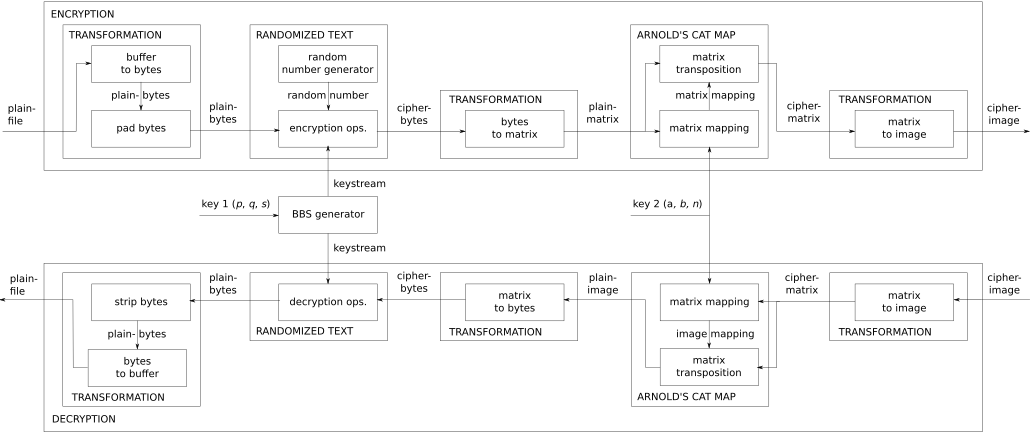 ENCRYPTION
TRANSFORMATION
buffer
to bytes
plain- bytes
pad bytes
plain-
file
plain-
bytes
RANDOMIZED TEXT
random
number generator
random number
encryption ops.
cipher-
bytes
TRANSFORMATION
bytes
to matrix
plain-
matrix
ARNOLD'S CAT MAP
matrix
transposition
matrix mapping
matrix mapping
cipher-
matrix
TRANSFORMATION
matrix
to image
cipher-
image
keystream
key 1 (p, q, s)
BBS generator
keystream
key 2 (a, b, n)
plain-
file
strip bytes
plain- bytes
bytes
to buffer
TRANSFORMATION
plain-
bytes
decryption ops.
RANDOMIZED TEXT
cipher-
bytes
matrix
to bytes
TRANSFORMATION
plain-
image
matrix mapping
image mapping
matrix
transposition
ARNOLD'S CAT MAP
cipher-
matrix
matrix
to image
TRANSFORMATION
cipher-
image
DECRYPTION